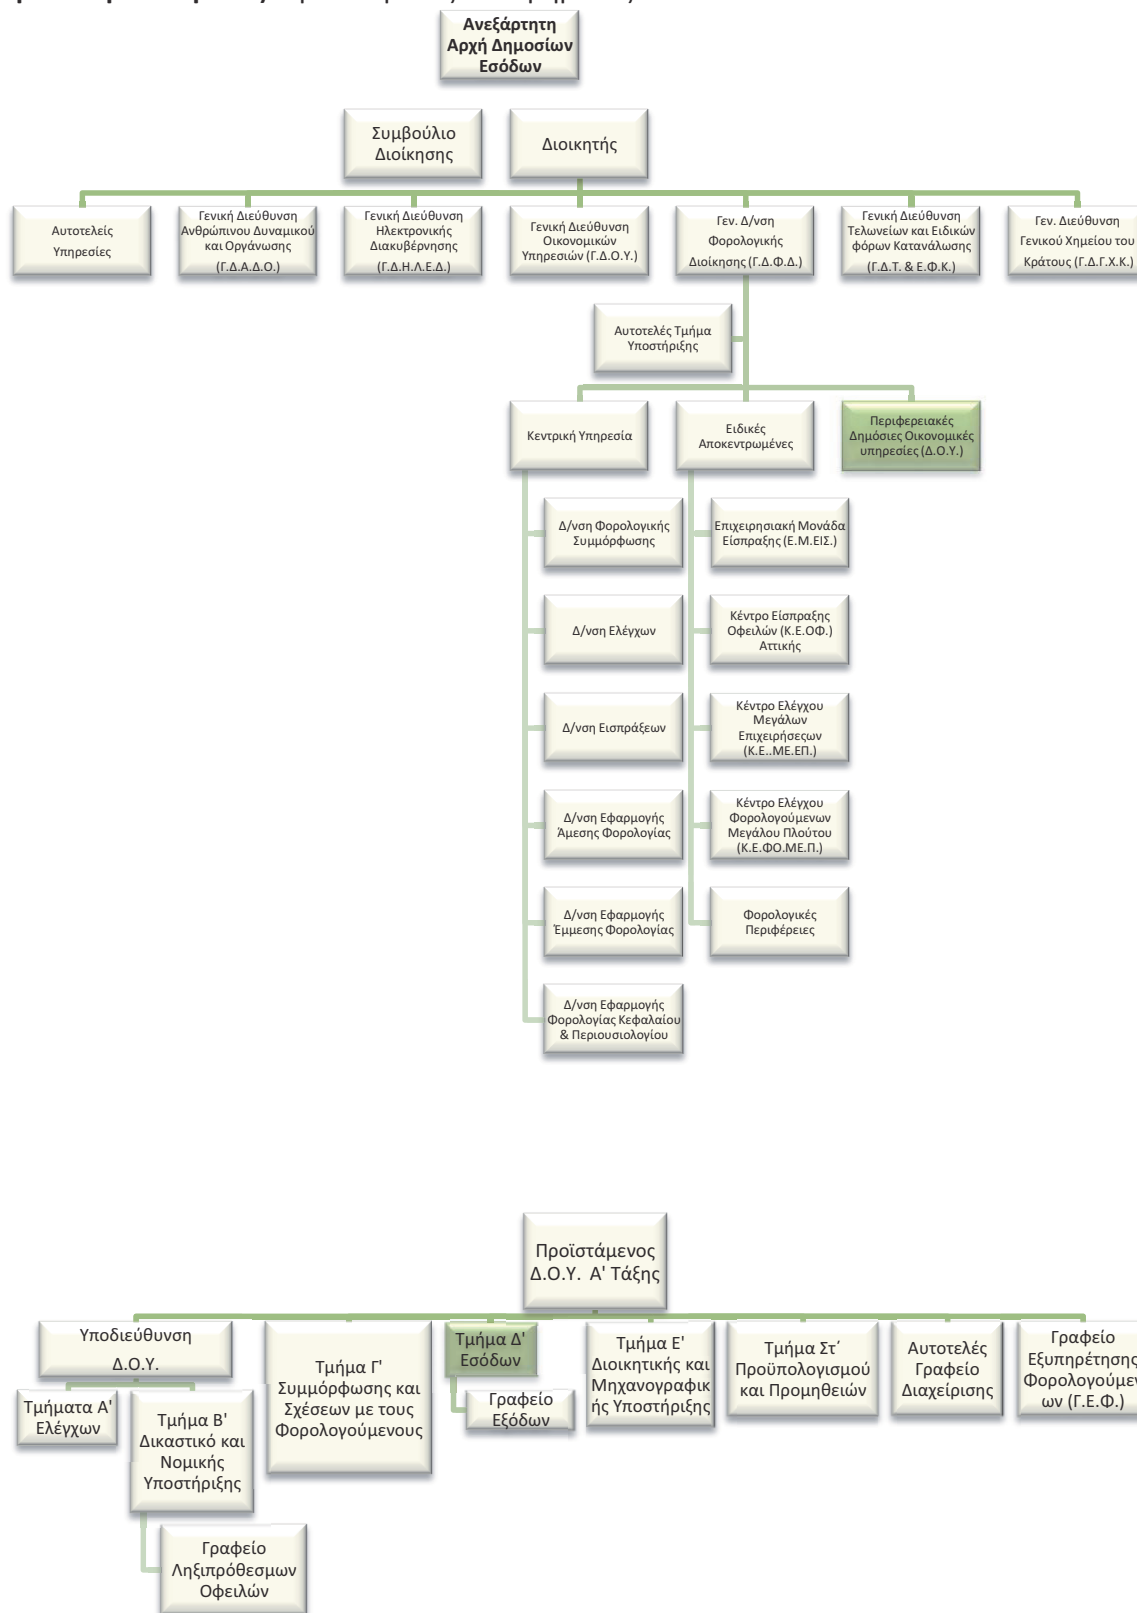 Ανεξάρτητη
Αρχή Δημοσίων
Εσόδων
Συμβούλιο
Διοίκησης
Διοικητής
Αυτοτελείς
Υπηρεσίες
Γενική Διεύθυνση
Ανθρώπινου Δυναμικού
και Οργάνωσης
(Γ.Δ.Α.Δ.Ο.)
Γενική Διεύθυνση
Ηλεκτρονικής
Διακυβέρνησης
(Γ.Δ.Η.Λ.Ε.Δ.)
Γενική Διεύθυνση
Οικονομικών
Υπηρεσιών (Γ.Δ.Ο.Υ.)
Γεν. Δ/νση
Φορολογικής
Διοίκησης (Γ.Δ.Φ.Δ.)
Γενική Διεύθυνση
Τελωνείων και Ειδικών
φόρων Κατανάλωσης
(Γ.Δ.Τ. & Ε.Φ.Κ.)
Γεν. Διεύθυνση
Γενικού Χημείου του
Κράτους (Γ.Δ.Γ.Χ.Κ.)
Αυτοτελές Τμήμα
Υποστήριξης
Κεντρική Υπηρεσία
Ειδικές
Αποκεντρωμένες
Περιφερειακές
Δημόσιες Οικονομικές
υπηρεσίες (Δ.Ο.Υ.)
Δ/νση Φορολογικής
Συμμόρφωσης
Δ/νση Ελέγχων
Δ/νση Εισπράξεων
Δ/νση Εφαρμογής
Άμεσης Φορολογίας
Δ/νση Εφαρμογής
Έμμεσης Φορολογίας
Δ/νση Εφαρμογής
Φορολογίας Κεφαλαίου
& Περιουσιολογίου
Επιχειρησιακή Μονάδα
Είσπραξης (Ε.Μ.ΕΙΣ.)
Κέντρο Είσπραξης
Οφειλών (Κ.Ε.ΟΦ.)
Αττικής
Κέντρο Ελέγχου
Μεγάλων
Επιχειρήσεςων
(Κ.Ε..ΜΕ.ΕΠ.)
Κέντρο Ελέγχου
Φορολογούμενων
Μεγάλου Πλούτου
(Κ.Ε.ΦΟ.ΜΕ.Π.)
Φορολογικές
Περιφέρειες
Προϊστάμενος
Δ.Ο.Υ. Α' Τάξης
Υποδιεύθυνση
Δ.Ο.Υ.
Τμήματα Α'
Ελέγχων
Τμήμα Β'
Δικαστικό και
Νομικής
Υποστήριξης
Γραφείο
Ληξιπρόθεσμων
Οφειλών
Τμήμα Γ'
Συμμόρφωσης και
Σχέσεων με τους
Φορολογούμενους
Τμήμα Δ'
Εσόδων
Γραφείο
Εξόδων
Τμήμα Ε'
Διοικητικής και
Μηχανογραφικ
ής Υποστήριξης
Τμήμα Στ΄
Προϋπολογισμού
και Προμηθειών
Αυτοτελές
Γραφείο
Διαχείρισης
Γραφείο
Εξυπηρέτησης
Φορολογούμεν
ων (Γ.Ε.Φ.)